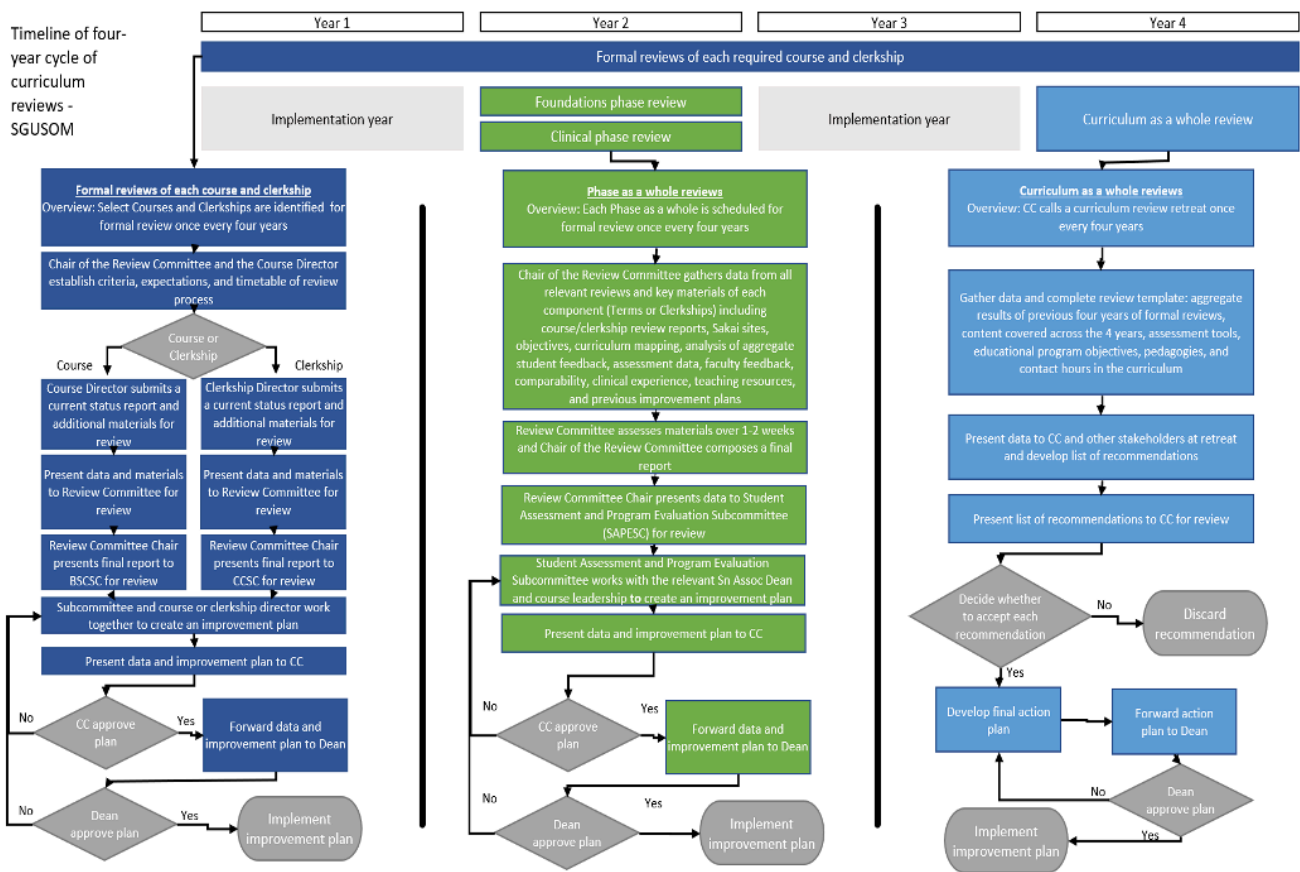 Timeline of four-
year cycle of
curriculum
reviews -
SGUSOM
Year 1
Year 2
Year 3
Year 4
Formal reviews of each required course and clerkship
Implementation year
Foundations phase review
Clinical phase review
Implementation year
Curriculum as a whole review
Formal reviews of each course and clerkship
Overview: Select Courses and Clerkships are identified for
formal review once every four years
Chair of the Review Committee and the Course Director
establish criteria, expectations, and timetable of review
process
Course or
Clerkship
Course
Clerkship
Course Director submits a
current status report and
additional materials for
review
Clerkship Director submits
a current status report and
additional materials for
review
Present data and materials
to Review Committee for
review
Present data and materials
to Review Committee for
review
Review Committee Chair
presents final report to
BSCSC for review
Review Committee Chair
presents final report to
CCSC for review
Subcommittee and course or clerkship director work
together to create an improvement plan
Present data and improvement plan to CC
No
CC approve
plan
Yes
Forward data and
improvement plan to Dean
No
Dean
approve plan
Yes
Implement
improvement plan
Phase as a whole reviews
Overview: Each Phase as a whole is scheduled for
formal review once every four years
Chair of the Review Committee gathers data from all
relevant reviews and key materials of each
component (Terms or Clerkships) including
course/clerkship review reports, Sakai sites,
objectives, curriculum mapping, analysis of aggregate
student feedback, assessment data, faculty feedback,
comparability, clinical experience, teaching resources,
and previous improvement plans
Review Committee assesses materials over 1-2 weeks
and Chair of the Review Committee composes a final
report
Review Committee Chair presents data to Student
Assessment and Program Evaluation Subcommittee
(SAPESC) for review
Student Assessment and Program Evaluation
Subcommittee works with the relevant Sn Assoc Dean
and course leadership to create an improvement plan
Present data and improvement plan to CC
No
CC approve
plan
Yes
Forward data and
improvement plan to Dean
No
Dean
approve plan
Yes
Implement
improvement plan
Curriculum as a whole reviews
Overview: CC calls a curriculum review retreat once
every four years
Gather data and complete review template: aggregate
results of previous four years of formal reviews,
content covered across the 4 years, assessment tools,
educational program objectives, pedagogies, and
contact hours in the curriculum
Present data to CC and other stakeholders at retreat
and develop list of recommendations
Present list of recommendations to CC for review
Decide whether
to accept each
recommendation
No
Discard
recommendation
Yes
Develop final action
plan
Forward action
plan to Dean
No
Dean
approve plan
Yes
Implement
improvement plan